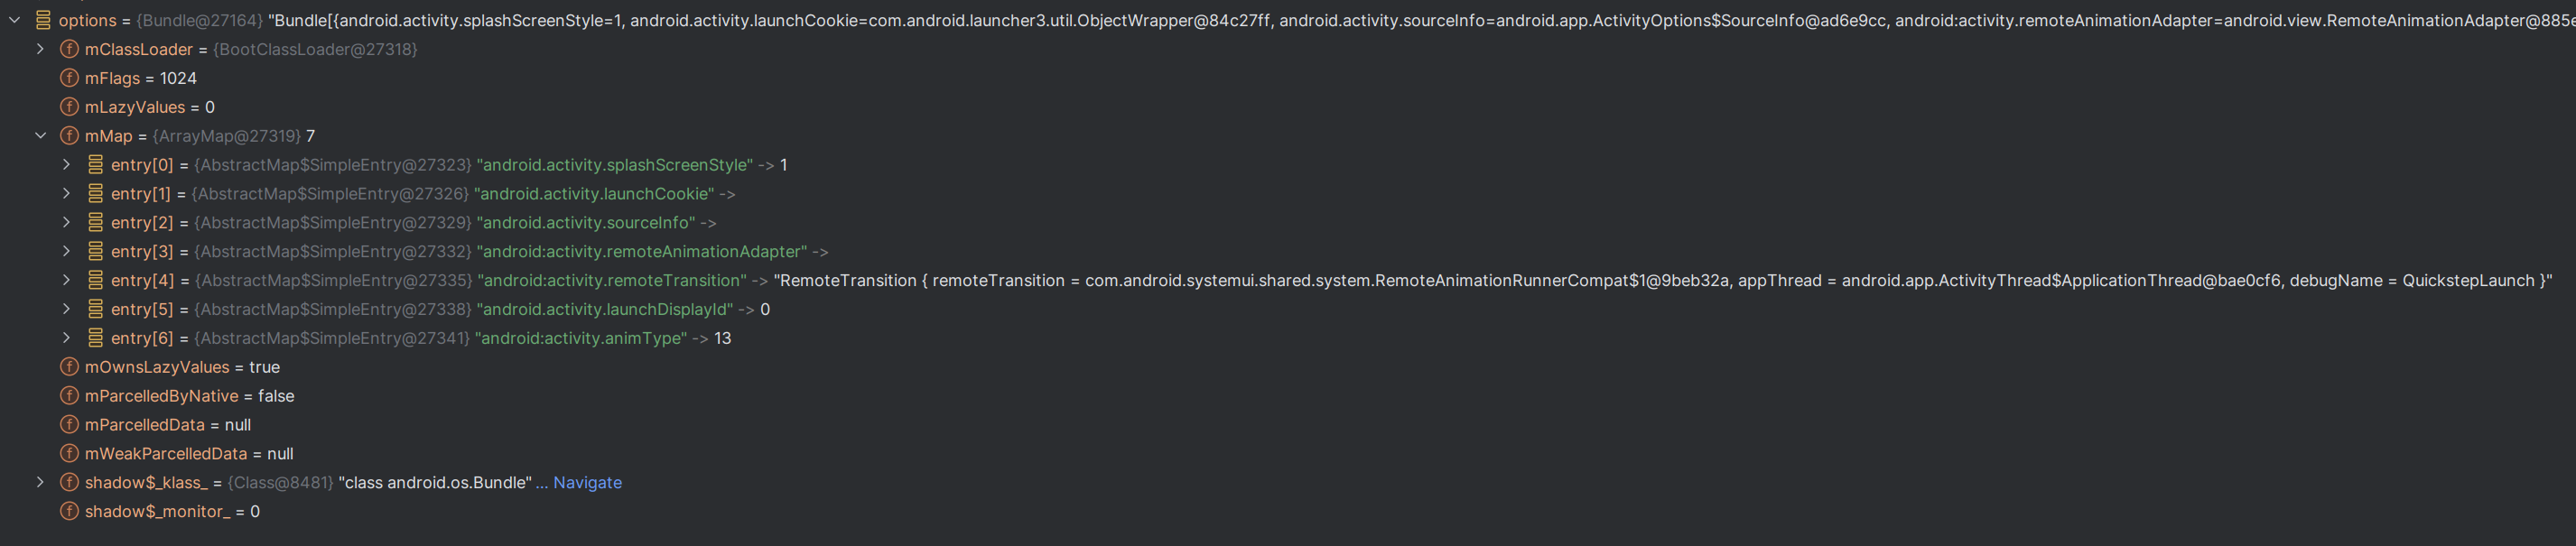 options = {Bundle@27164} "Bundle[{android.activity.splashScreenStyle=1, android.activity.launchCookie=com.android.launcher3.util.ObjectWrapper@84c27ff, android.activity.sourceInfo=android.app.ActivityOptions$SourceInfo@ad6e9cc, android:activity.remoteAnimationAdapter=android.view.RemoteAnimationAdapter@885e
f mClassLoader = {BootClassLoader@27318}
f mFlags = 1024
f mLazyValues = 0
f mMap = {ArrayMap@27319} 7
entry[0] = {AbstractMap$SimpleEntry@27323} "android.activity.splashScreenStyle" -> 1
entry[1] = {AbstractMap$SimpleEntry@27326} "android.activity.launchCookie" ->
entry[2] = {AbstractMap$SimpleEntry@27329} "android.activity.sourceInfo" ->
entry[3] = {AbstractMap$SimpleEntry@27332} "android:activity.remoteAnimationAdapter" ->
entry[4] = {AbstractMap$SimpleEntry@27335} "android:activity.remoteTransition" -> "RemoteTransition { remoteTransition = com.android.systemui.shared.system.RemoteAnimationRunnerCompat$1@9beb32a, appThread = android.app.ActivityThread$ApplicationThread@bae0cf6, debugName = QuickstepLaunch }"
entry[5] = {AbstractMap$SimpleEntry@27338} "android.activity.launchDisplayId" -> 0
entry[6] = {AbstractMap$SimpleEntry@27341} "android:activity.animType" -> 13
f mOwnsLazyValues = true
f mParcelledByNative = false
f mParcelledData = null
f mWeakParcelledData = null
f shadow$_klass_ = {Class@8481} "class android.os.Bundle" ... Navigate
f shadow$_monitor_ = 0